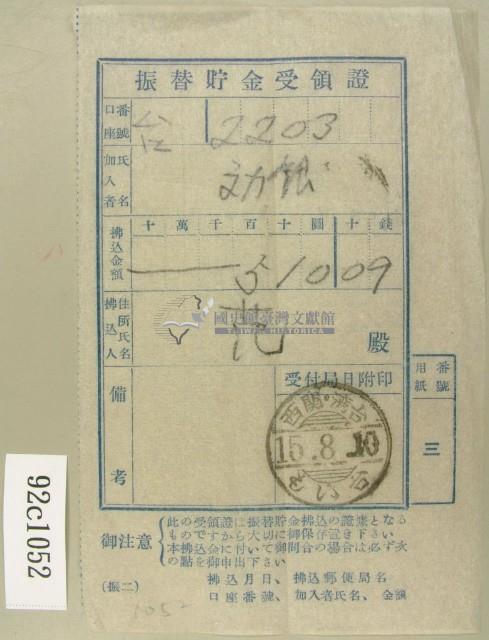 振替貯金受領證
口座番號
台 2203
加入者氏名
勧銀
拂込金額
十萬千百十圓十錢
51009
拂込人住所氏名
殿
國史館臺灣文獻館
TAIWAN HISTORICA
備考
受付局日附印
15.8.10
用紙番號
三
御注意
此の受領證は振替貯金拂込の證據となる
ものですから大切に御保存置き下さい
本拂込金に付いて御問合の場合は必ず次
の點を御申出下さい
拂込月日、拂込郵便局名
口座番號、加入者氏名、金額
(振二)
1052
92c1052